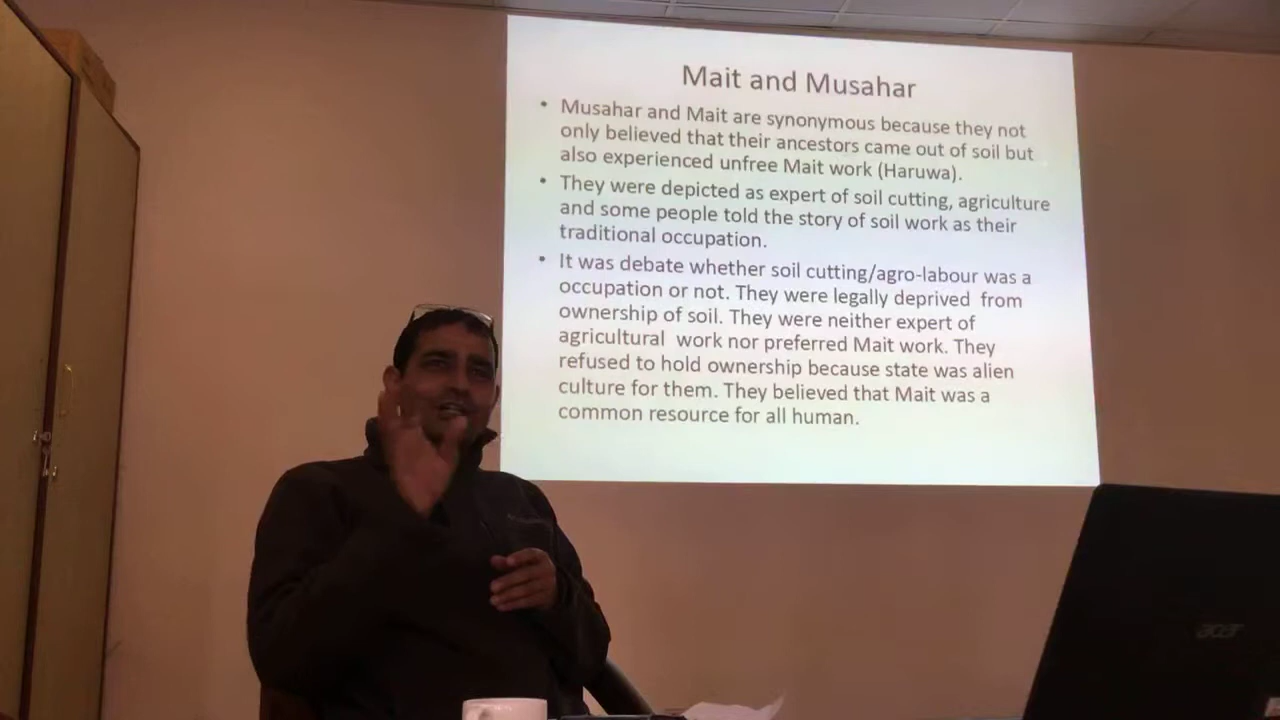 Mait and Musahar
• Musahar and Mait are synonymous because they not
only believed that their ancestors came out of soil but
also experienced unfree Mait work (Haruwa).
• They were depicted as expert of soil cutting, agriculture
and some people told the story of soil work as their
traditional occupation.
• It was debate whether soil cutting/agro-labour was a
occupation or not. They were legally deprived from
ownership of soil. They were neither expert of
agricultural work nor preferred Mait work. They
refused to hold ownership because state was alien
culture for them. They believed that Mait was a
common resource for all human.
acer